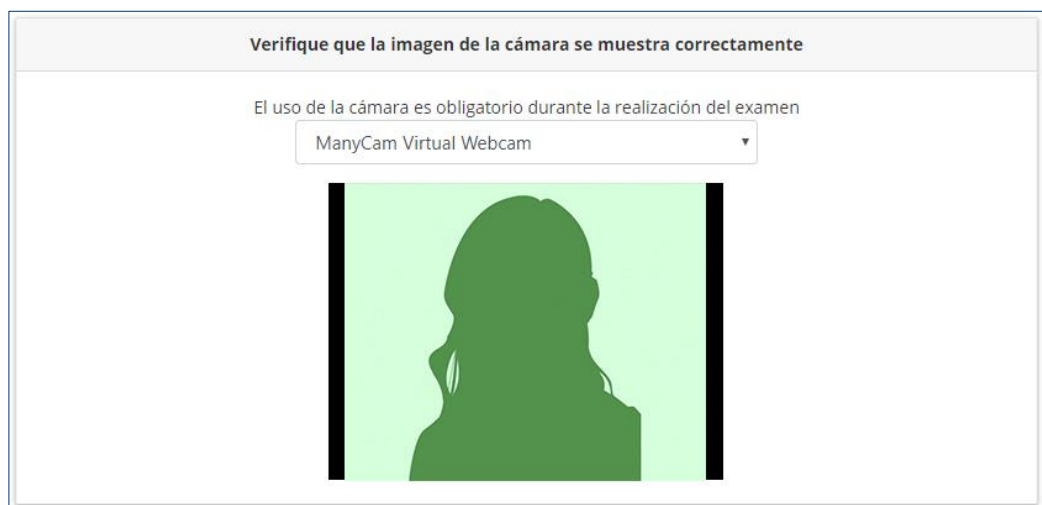 Verifique que la imagen de la cámara se muestra correctamente
El uso de la cámara es obligatorio durante la realización del examen
ManyCam Virtual Webcam